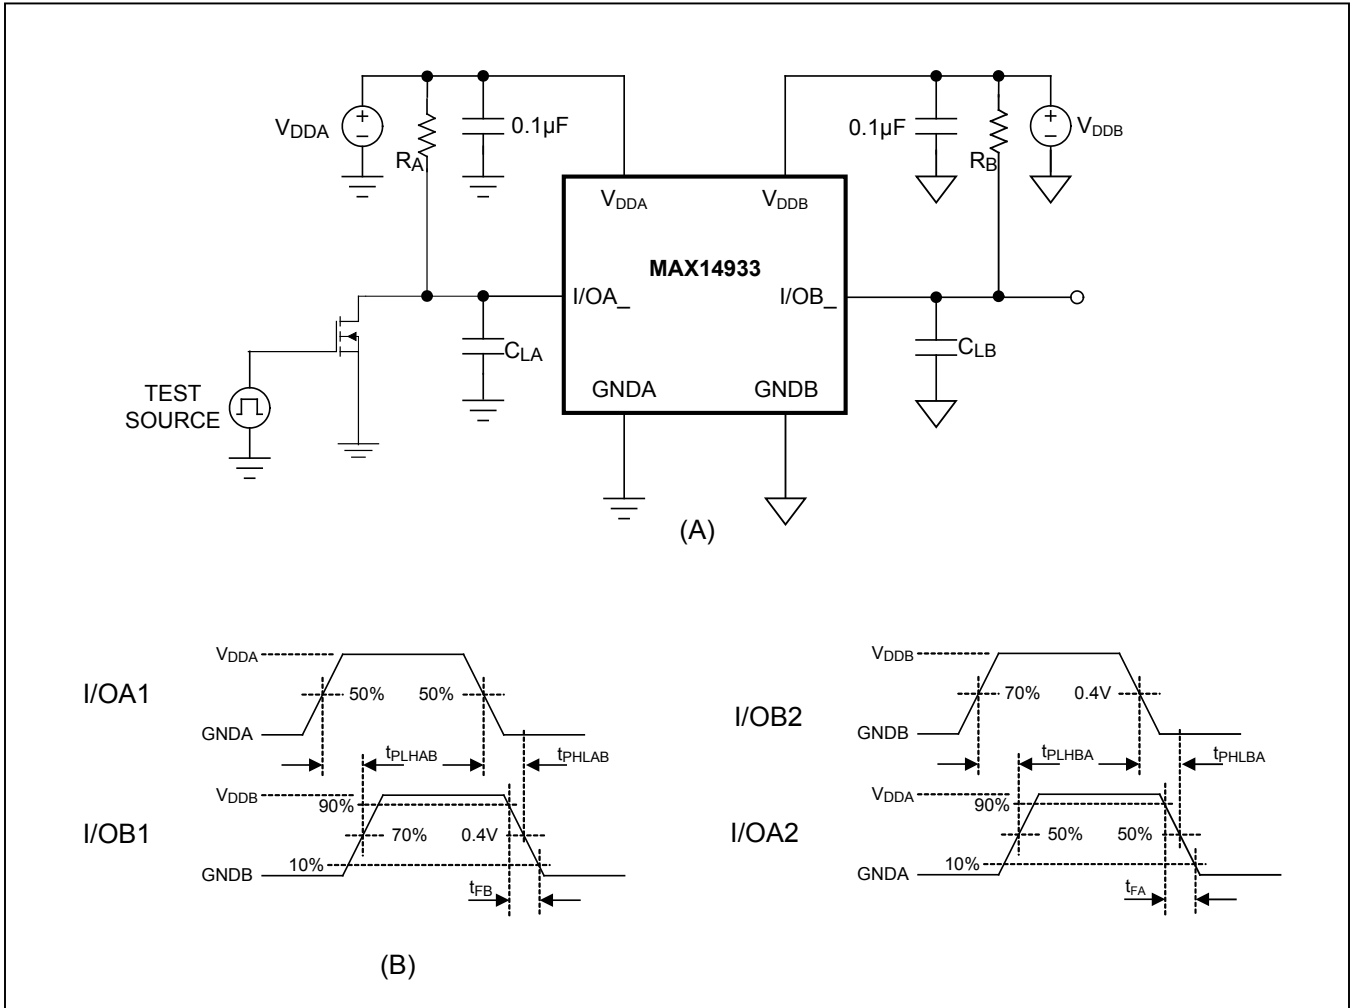 VDDA
RA
0.1µF
0.1µF
RB
VDDB
VDDA
VDDB
MAX14933
I/OA_
I/OB_
CLA
CLB
GNDA
GNDB
TEST
SOURCE
(A)
I/OA1
VDDA
50%
50%
GNDA
tPLHAB
tPHLAB
I/OB1
VDDB
90%
70%
0.4V
10%
GNDB
tFB
(B)
I/OB2
VDDB
70%
0.4V
GNDB
tPLHBA
tPHLBA
I/OA2
VDDA
90%
50%
50%
10%
GNDA
tFA